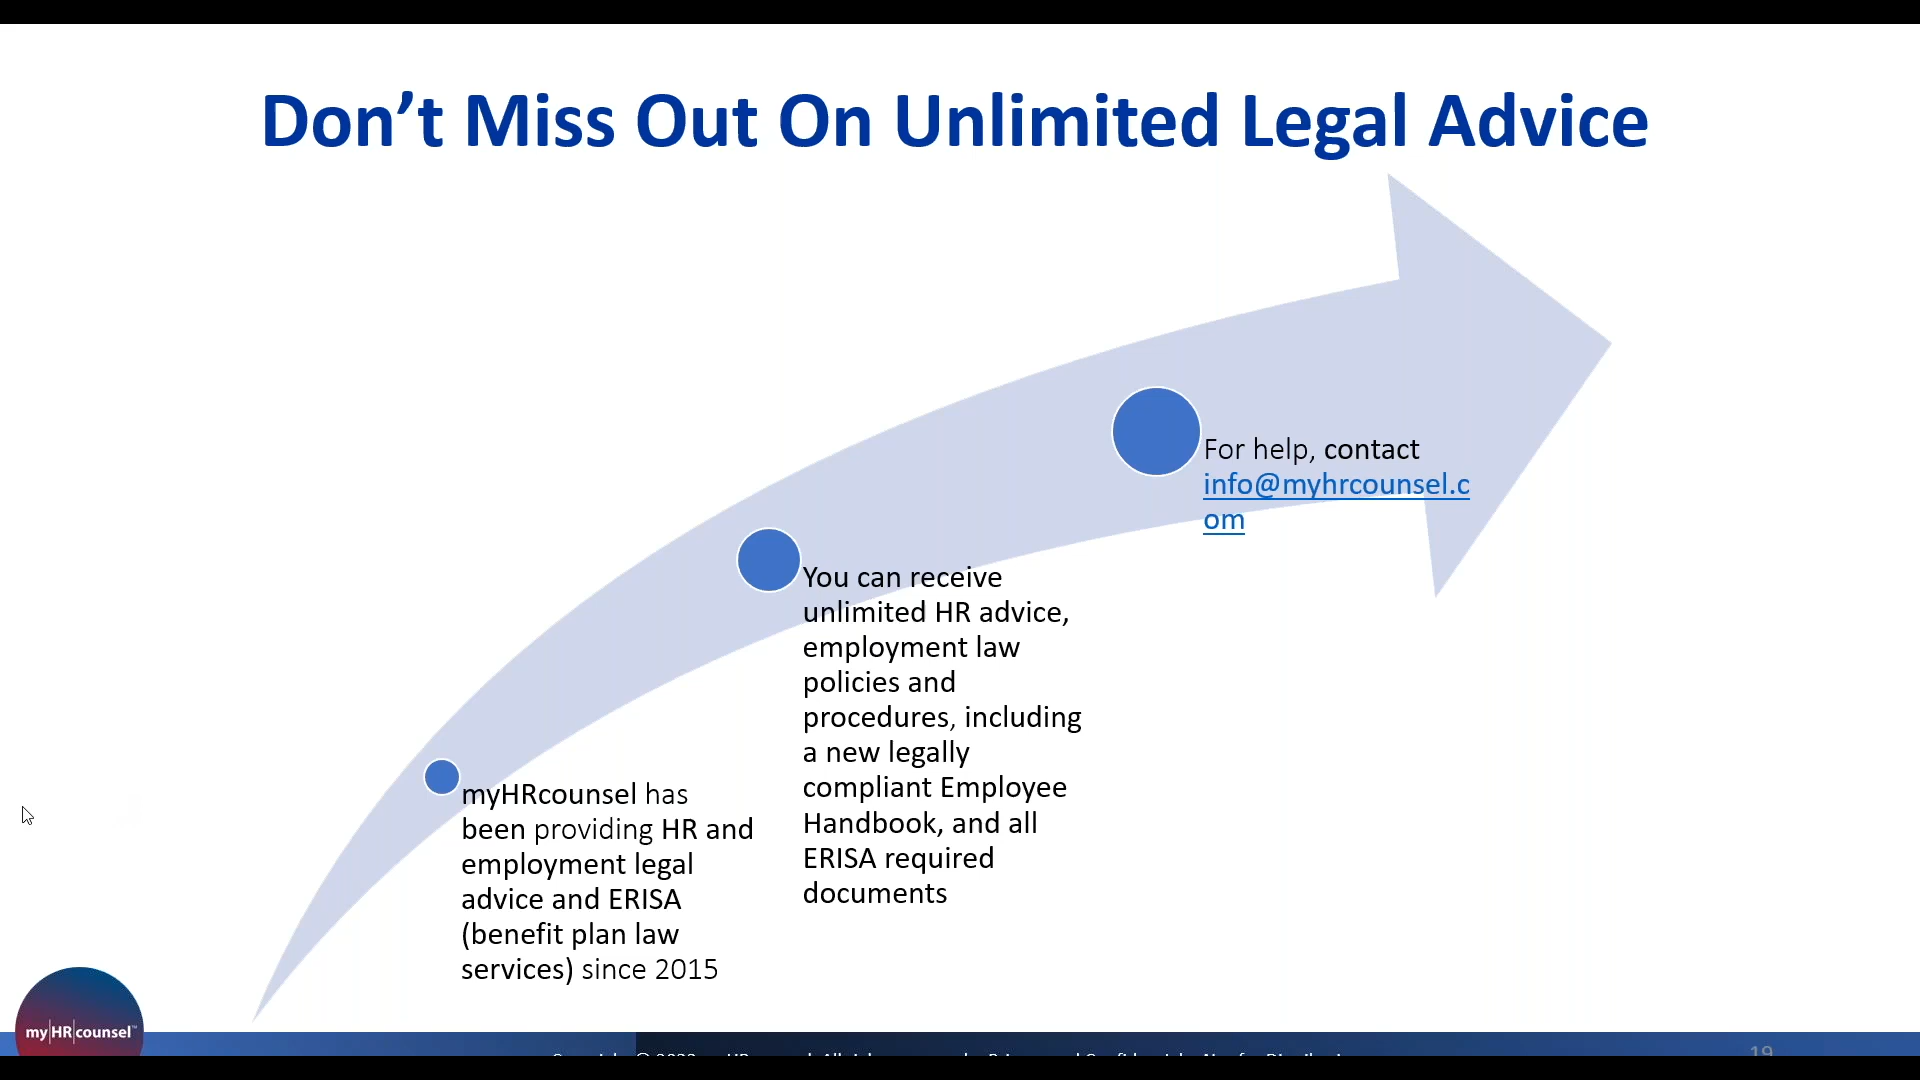 Don’t Miss Out On Unlimited Legal Advice
For help, contact
info@myhrcounsel.c
om
You can receive
unlimited HR advice,
employment law
policies and
procedures, including
a new legally
compliant Employee
Handbook, and all
ERISA required
documents
myHRcounsel has
been providing HR and
employment legal
advice and ERISA
(benefit plan law
services) since 2015
my|HR|counsel™
19